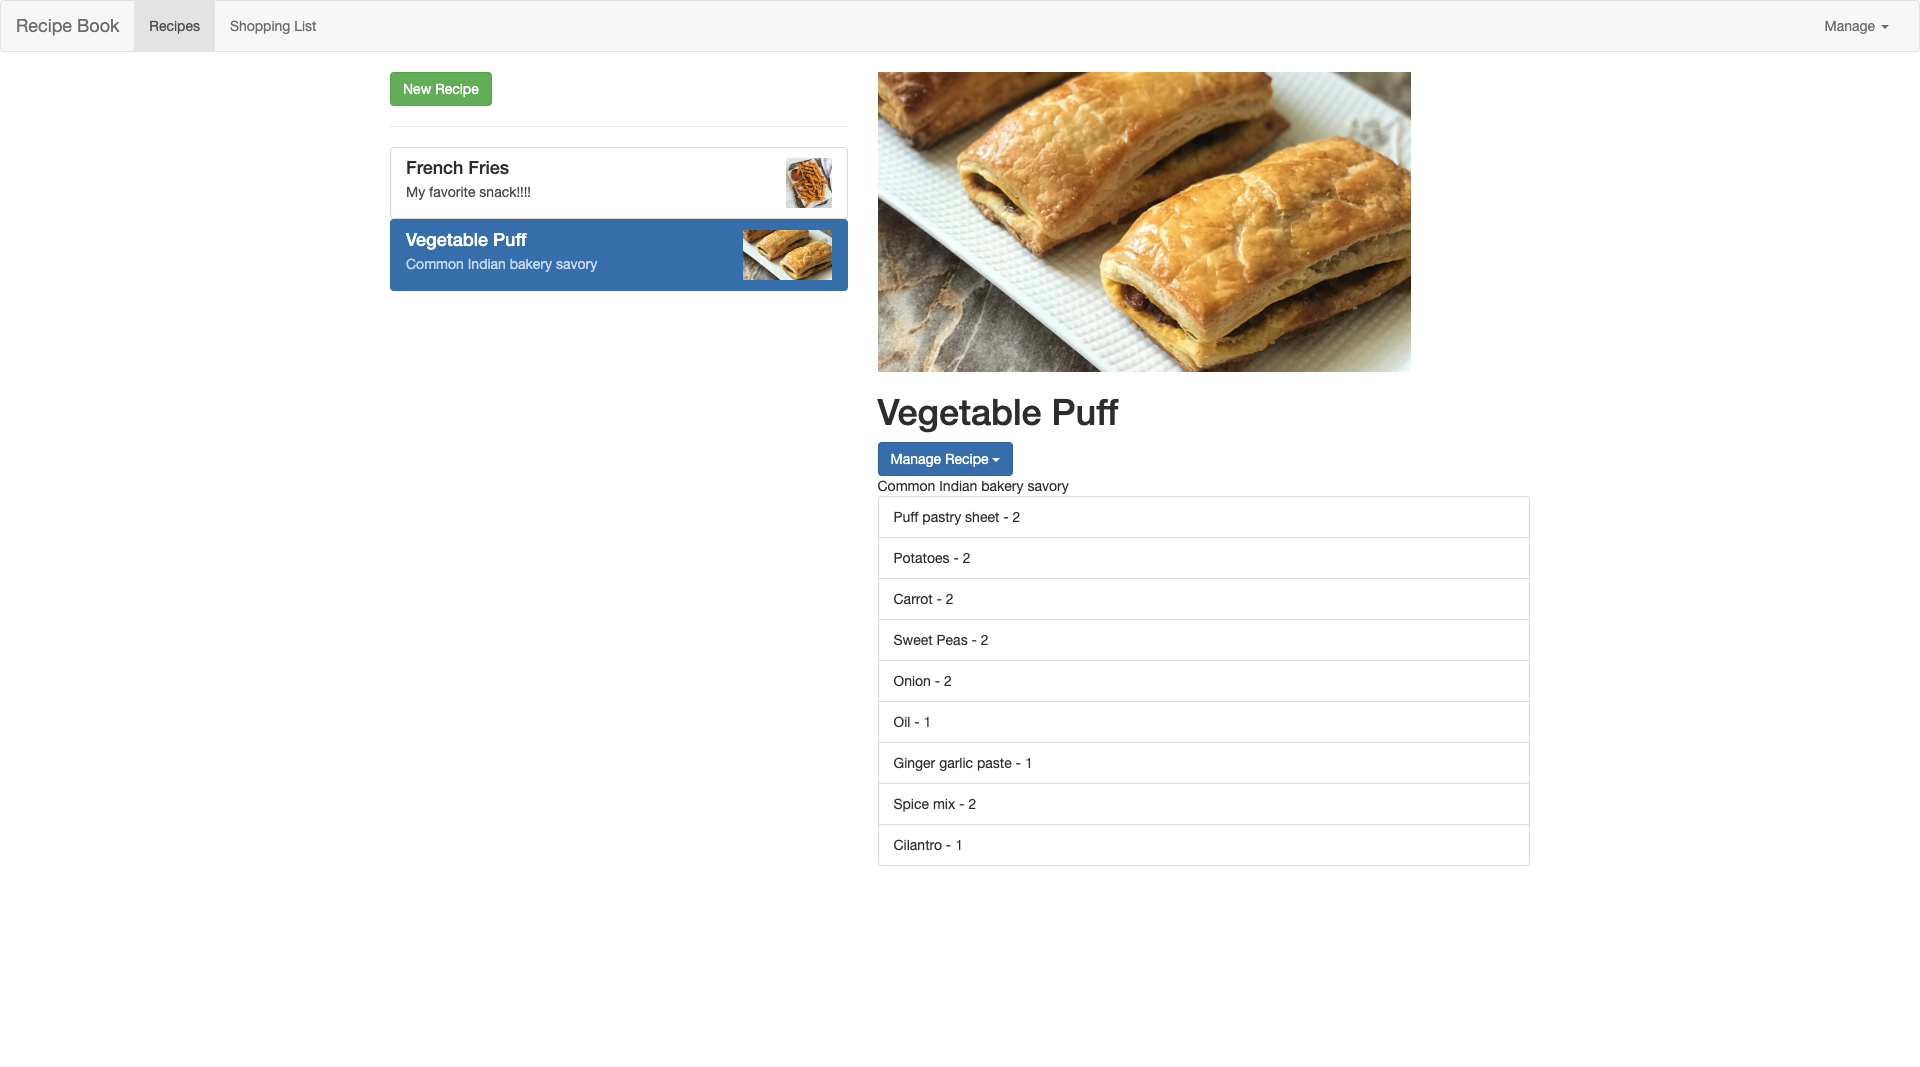 Recipe Book
Recipes
Shopping List
Manage
New Recipe
French Fries
My favorite snack!!!!
Vegetable Puff
Common Indian bakery savory
Vegetable Puff
Manage Recipe
Common Indian bakery savory
Puff pastry sheet - 2
Potatoes - 2
Carrot - 2
Sweet Peas - 2
Onion - 2
Oil - 1
Ginger garlic paste - 1
Spice mix - 2
Cilantro - 1